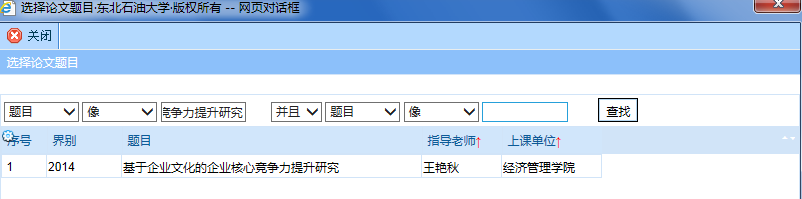 选择论文题目·东北石油大学·版权所有 -- 网页对话框
关闭
选择论文题目
题目 像 竞争力提升研究 并且 题目 像 查找
序号 界别 题目 指导老师↑ 上课单位↑
1 2014 基于企业文化的企业核心竞争力提升研究 王艳秋 经济管理学院